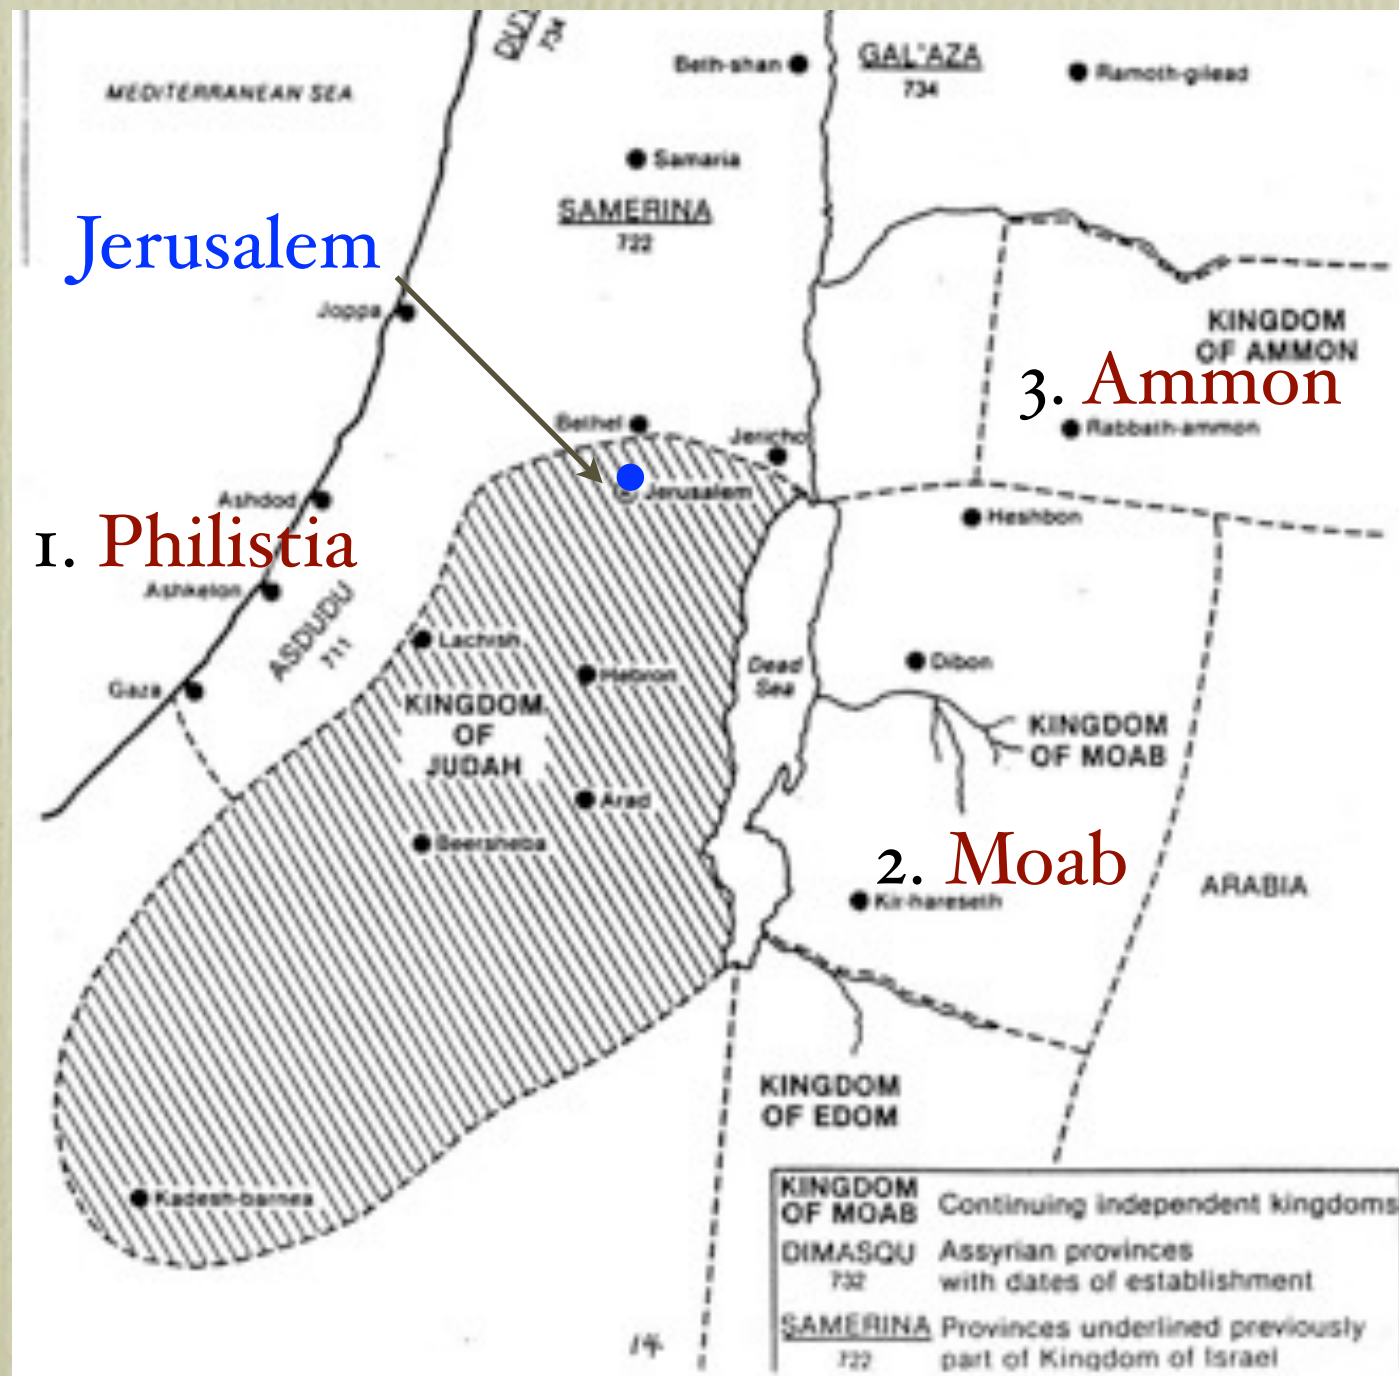 DU'
734
MEDITERRANEAN SEA
Beth-shan
GAL'AZA
734
Ramoth-gilead
Samaria
SAMERINA
722
Jerusalem
Joppa
KINGDOM
OF AMMON
3. Ammon
Rabbath-ammon
Bethel
Jericho
Jerusalem
Ashdod
Heshbon
1. Philistia
Ashkelon
ASDUDU
711
Lachish
Hebron
Dead
Sea
Dibon
Gaza
KINGDOM
OF
JUDAH
KINGDOM
OF MOAB
Arad
Beersheba
2. Moab
Kir-hareseth
ARABIA
KINGDOM
OF EDOM
Kadesh-barnea
KINGDOM
OF MOAB
Continuing independent kingdoms
DIMASQU
732
Assyrian provinces
with dates of establishment
SAMERINA
722
Provinces underlined previously
part of Kingdom of Israel